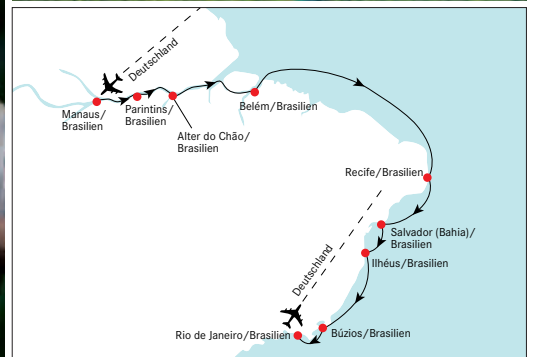 Deutschland
Manaus/
Brasilien
Parintins/
Brasilien
Alter do Chão/
Brasilien
Belém/Brasilien
Recife/Brasilien
Salvador (Bahia)/
Brasilien
Ilhéus/Brasilien
Deutschland
Rio de Janeiro/Brasilien
Búzios/Brasilien